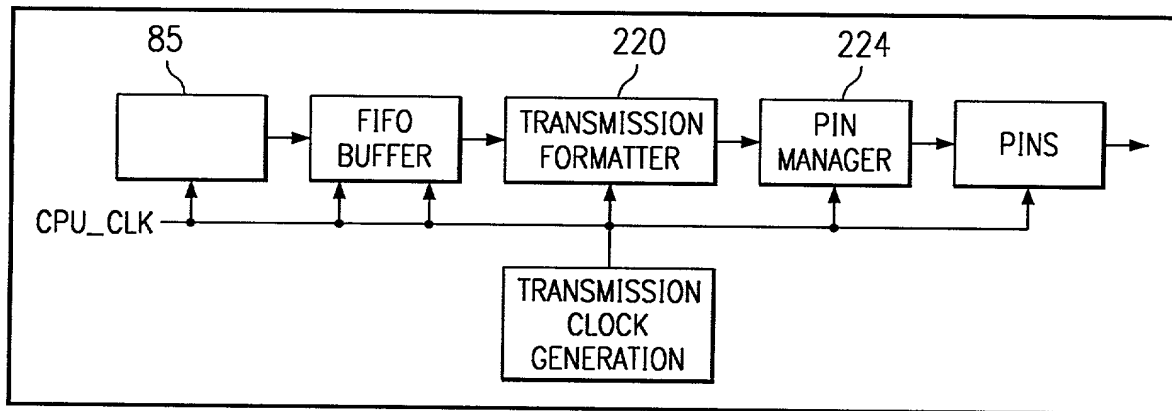 85
220
224
FIFO
BUFFER
TRANSMISSION
FORMATTER
PIN
MANAGER
PINS
CPU_CLK
TRANSMISSION
CLOCK
GENERATION